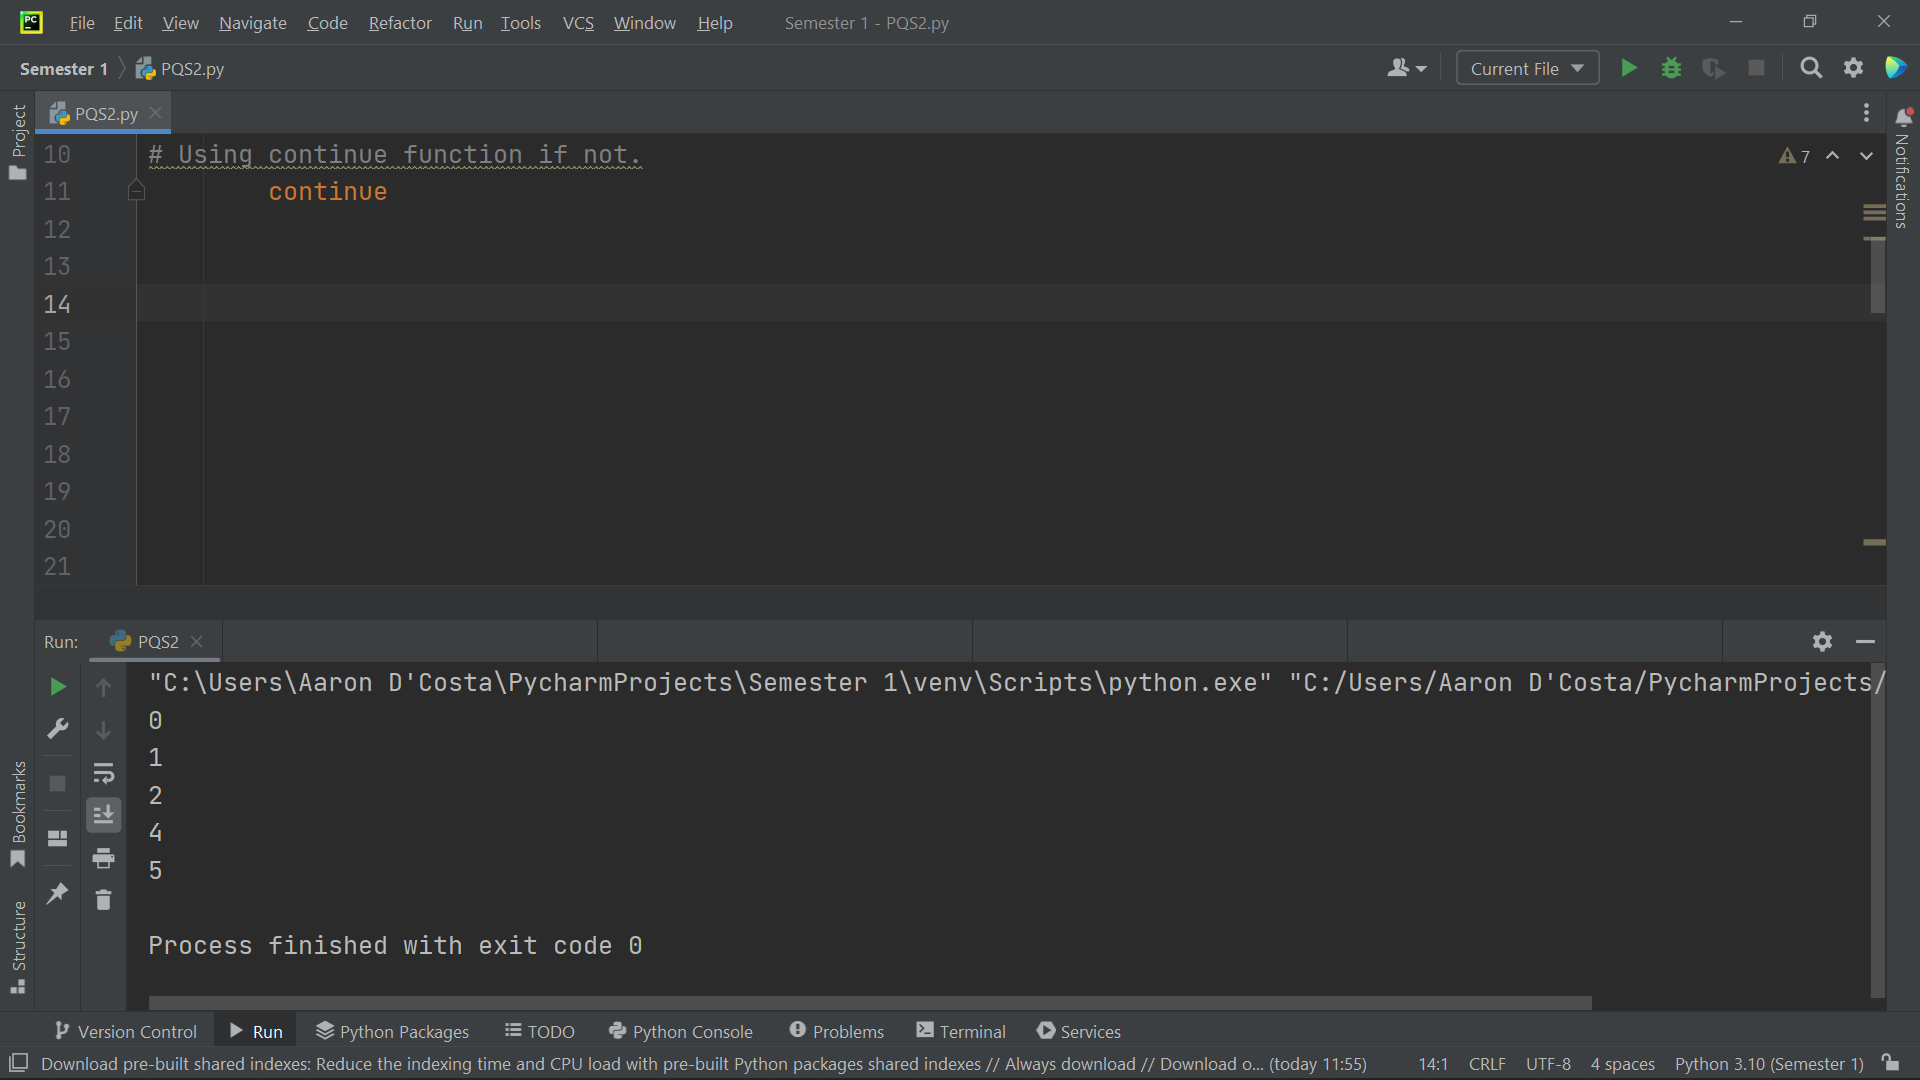 PC File Edit View Navigate Code Refactor Run Tools VCS Window Help Semester 1 - PQS2.py
Semester 1 PQS2.py Current File
PQS2.py
Project
Notifications
10 # Using continue function if not. 7
11 continue
12
13
14
15
16
17
18
19
20
21
Run: PQS2
"C:\Users\Aaron D'Costa\PycharmProjects\Semester 1\venv\Scripts\python.exe" "C:/Users/Aaron D'Costa/PycharmProjects/
0
1
2
4
5
Process finished with exit code 0
Bookmarks
Structure
Version Control Run Python Packages TODO Python Console Problems Terminal Services
Download pre-built shared indexes: Reduce the indexing time and CPU load with pre-built Python packages shared indexes // Always download // Download o... (today 11:55) 14:1 CRLF UTF-8 4 spaces Python 3.10 (Semester 1)